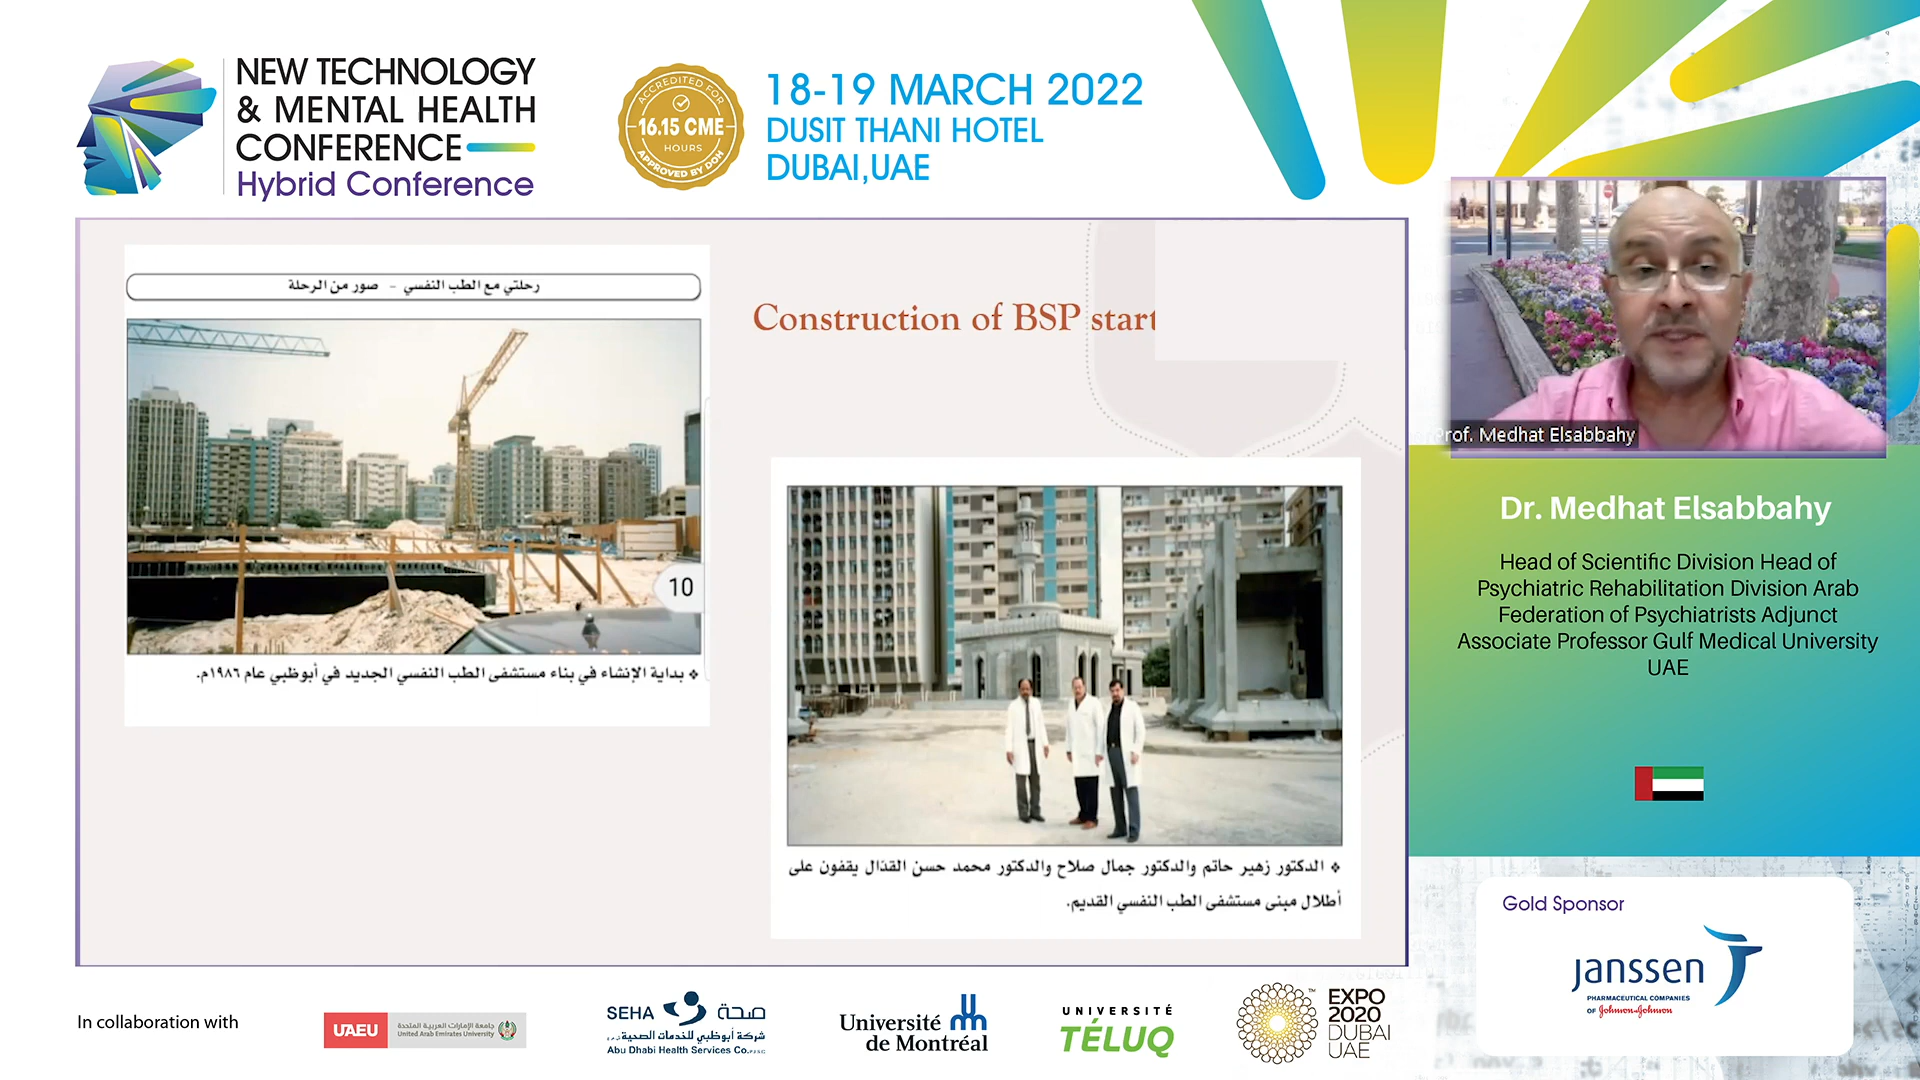 NEW TECHNOLOGY
& MENTAL HEALTH
CONFERENCE
Hybrid Conference
ACCREDITED FOR
16.15 CME
HOURS
APPROVED BY DOH
18-19 MARCH 2022
DUSIT THANI HOTEL
DUBAI,UAE
رحلتي مع الطب النفسي - صور من الرحلة
10
❖ بداية الإنشاء في بناء مستشفى الطب النفسي الجديد في أبوظبي عام ١٩٨٦م.
Construction of BSP start
❖ الدكتور زهير حاتم والدكتور جمال صلاح والدكتور محمد حسن القذال يقفون على
أطلال مبنى مستشفى الطب النفسي القديم.
Prof. Medhat Elsabbahy
Dr. Medhat Elsabbahy
Head of Scientific Division Head of
Psychiatric Rehabilitation Division Arab
Federation of Psychiatrists Adjunct
Associate Professor Gulf Medical University
UAE
Gold Sponsor
janssen
PHARMACEUTICAL COMPANIES
OF Johnson & Johnson
In collaboration with
UAEU
جامعة الإمارات العربية المتحدة
United Arab Emirates University
SEHA صحة
شركة أبوظبي للخدمات الصحية
Abu Dhabi Health Services Co.
Université
de Montréal
UNIVERSITÉ
TÉLUQ
EXPO
2020
DUBAI
UAE